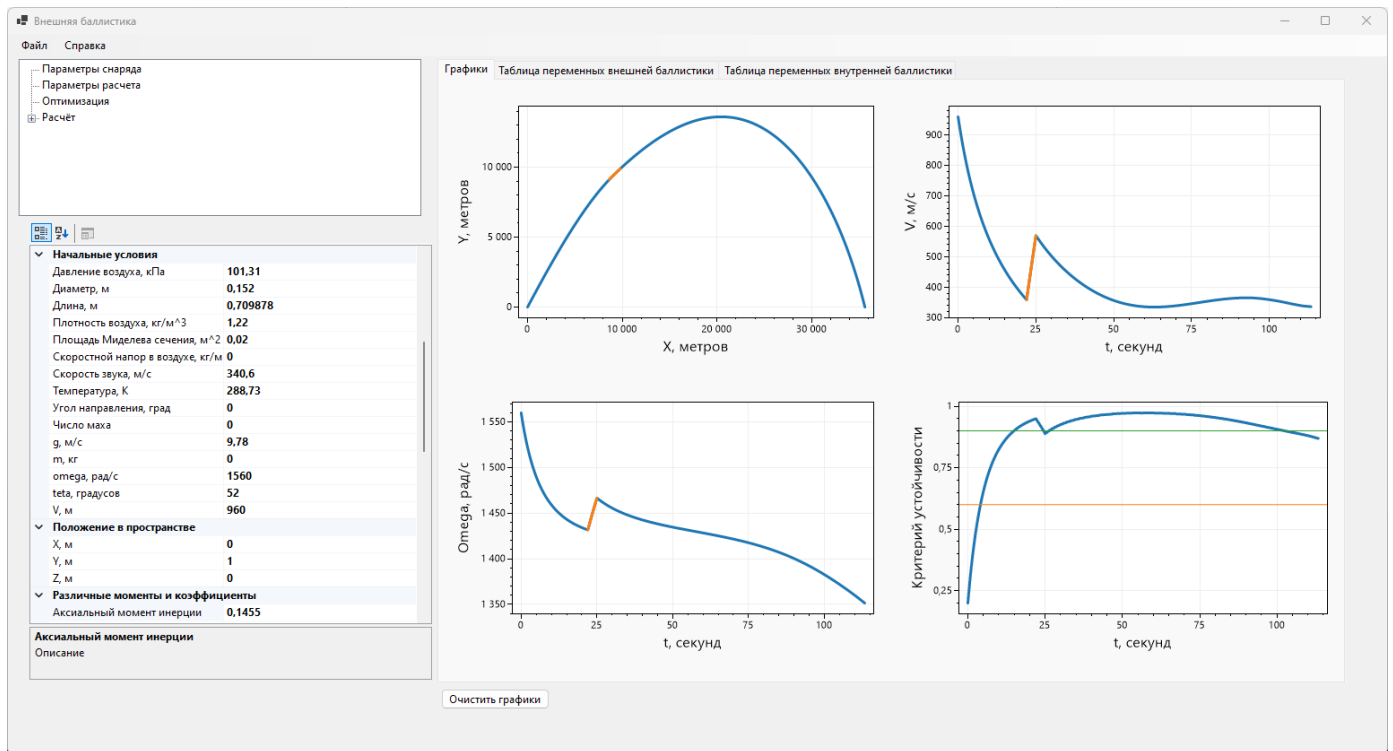 Внешняя баллистика
Файл Справка
Параметры снаряда
Параметры расчета
Оптимизация
Расчёт
Начальные условия
Давление воздуха, кПа 101,31
Диаметр, м 0,152
Длина, м 0,709878
Плотность воздуха, кг/м^3 1,22
Площадь Миделева сечения, м^2 0,02
Скоростной напор в воздухе, кг/м 0
Скорость звука, м/с 340,6
Температура, К 288,73
Угол направления, град 0
Число маха 0
g, м/с 9,78
m, кг 0
omega, рад/с 1560
teta, градусов 52
V, м 960
Положение в пространстве
X, м 0
Y, м 1
Z, м 0
Различные моменты и коэффициенты
Аксиальный момент инерции 0,1455
Аксиальный момент инерции
Описание
Графики Таблица переменных внешней баллистики Таблица переменных внутренней баллистики
Y, метров
10 000
5 000
0
0 10 000 20 000 30 000
X, метров
V, м/с
900
800
700
600
500
400
300
0 25 50 75 100
t, секунд
Omega, рад/с
1 550
1 500
1 450
1 400
1 350
0 25 50 75 100
t, секунд
Критерий устойчивости
1
0,75
0,5
0,25
0 25 50 75 100
t, секунд
Очистить графики